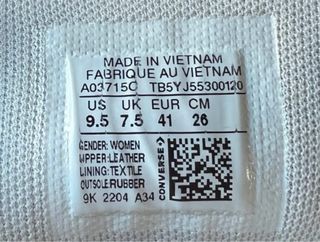 MADE IN VIETNAM
FABRIQUE AU VIETNAM
A03715C TB5YJ55300120
US UK EUR CM
9.5 7.5 41 26
GENDER: WOMEN
UPPER: LEATHER
LINING: TEXTILE
OUTSOLE: RUBBER
9K 2204 A34
CONVERSE